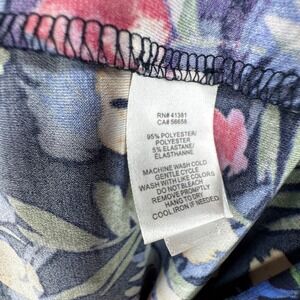 RN# 41381
CA# 56658
95% POLYESTER/
POLYESTER
5% ELASTANE/
ELASTHANNE
MACHINE WASH COLD
GENTLE CYCLE
WASH WITH LIKE COLORS
DO NOT BLEACH
REMOVE PROMPTLY
HANG TO DRY
COOL IRON IF NEEDED